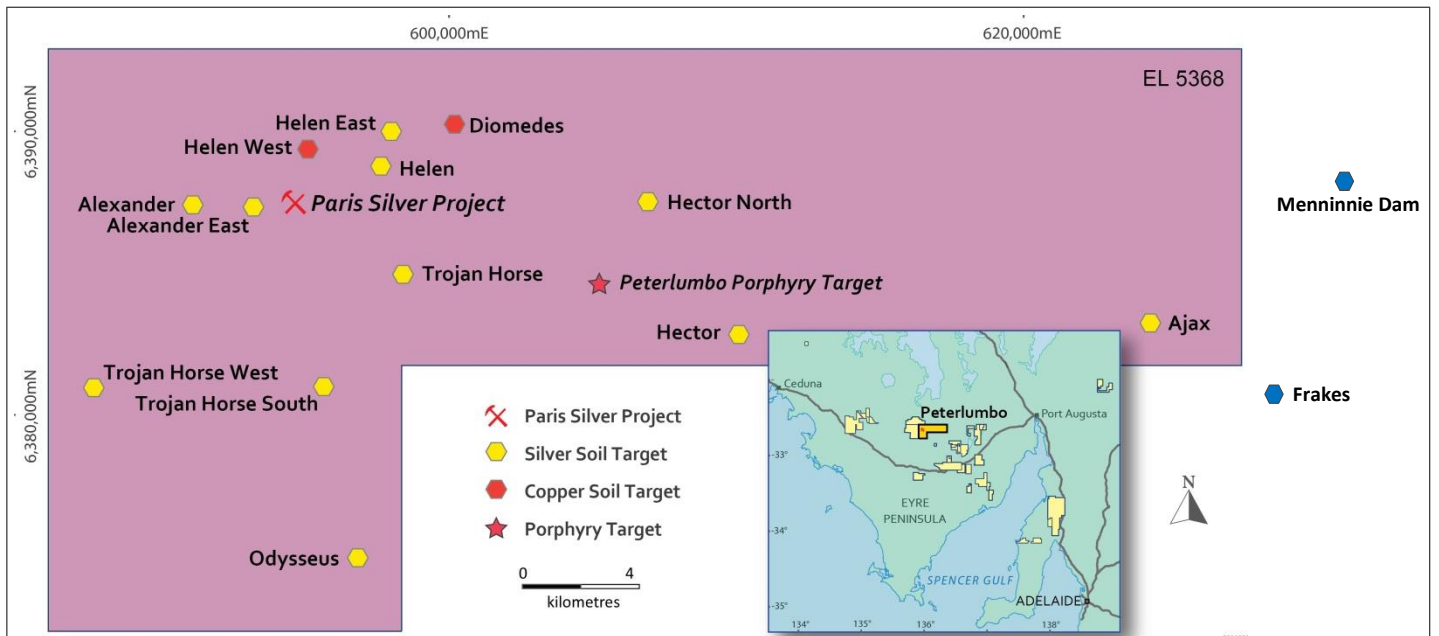 600,000mE
620,000mE
EL 5368
6,390,000mN
Helen East
Diomedes
Helen West
Helen
Menninnie Dam
Alexander
Paris Silver Project
Hector North
Alexander East
Trojan Horse
Peterlumbo Porphyry Target
Hector
Ajax
Trojan Horse West
Trojan Horse South
Frakes
6,380,000mN
Odysseus
Paris Silver Project
Silver Soil Target
Copper Soil Target
Porphyry Target
0 4
kilometres
Ceduna
Peterlumbo
Port Augusta
-33°
EYRE
PENINSULA
-34°
SPENCER GULF
ADELAIDE
-35°
134° 135° 136° 137° 138°
N